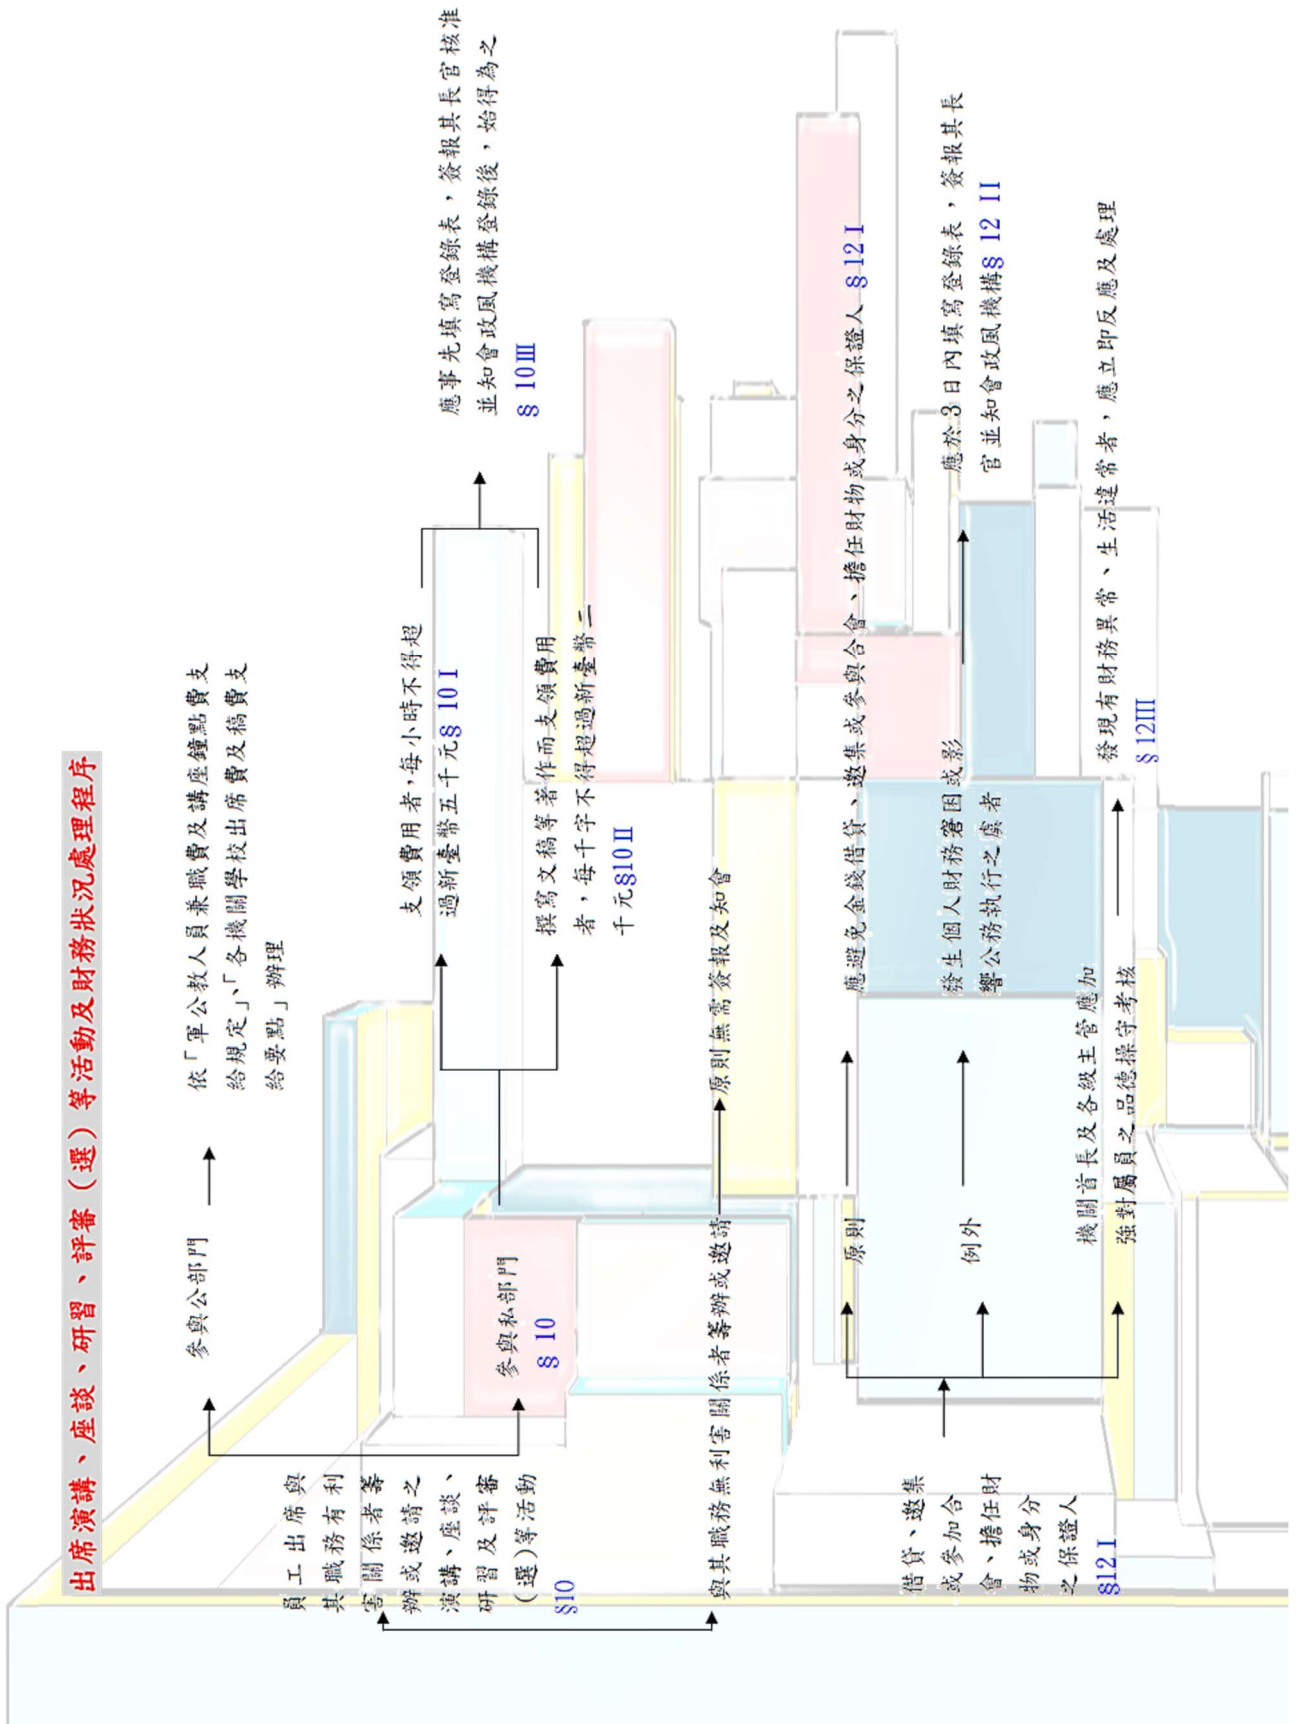 出席演講、座談、研習、評審（選）等活動及財務狀況處理程序
員工出席與
其職務有利
害關係者籌
辦或邀請之
演講、座談、
研習及評審
(選)等活動
§10
參與公部門
依「軍公教人員兼職費及講座鐘點費支
給規定」、「各機關學校出席費及稿費支
給要點」辦理
參與私部門
§ 10
支領費用者，每小時不得超
過新臺幣五千元§ 10 I
撰寫文稿等著作而支領費用
者，每千字不得超過新臺幣二
千元§10 II
應事先填寫登錄表，簽報其長官核准
並知會政風機構登錄後，始得為之
§ 10III
與其職務無利害關係者籌辦或邀請
原則無需簽報及知會
借貸、邀集
或參加合
會、擔任財
物或身分
之保證人
§12 I
原則
應避免金錢借貸、邀集或參與合會、擔任財物或身分之保證人 § 12 I
例外
發生個人財務窘困或影
響公務執行之虞者
應於3日內填寫登錄表，簽報其長
官並知會政風機構§ 12 II
機關首長及各級主管應加
強對屬員之品德操守考核
發現有財務異常、生活違常者，應立即反應及處理
§ 12III